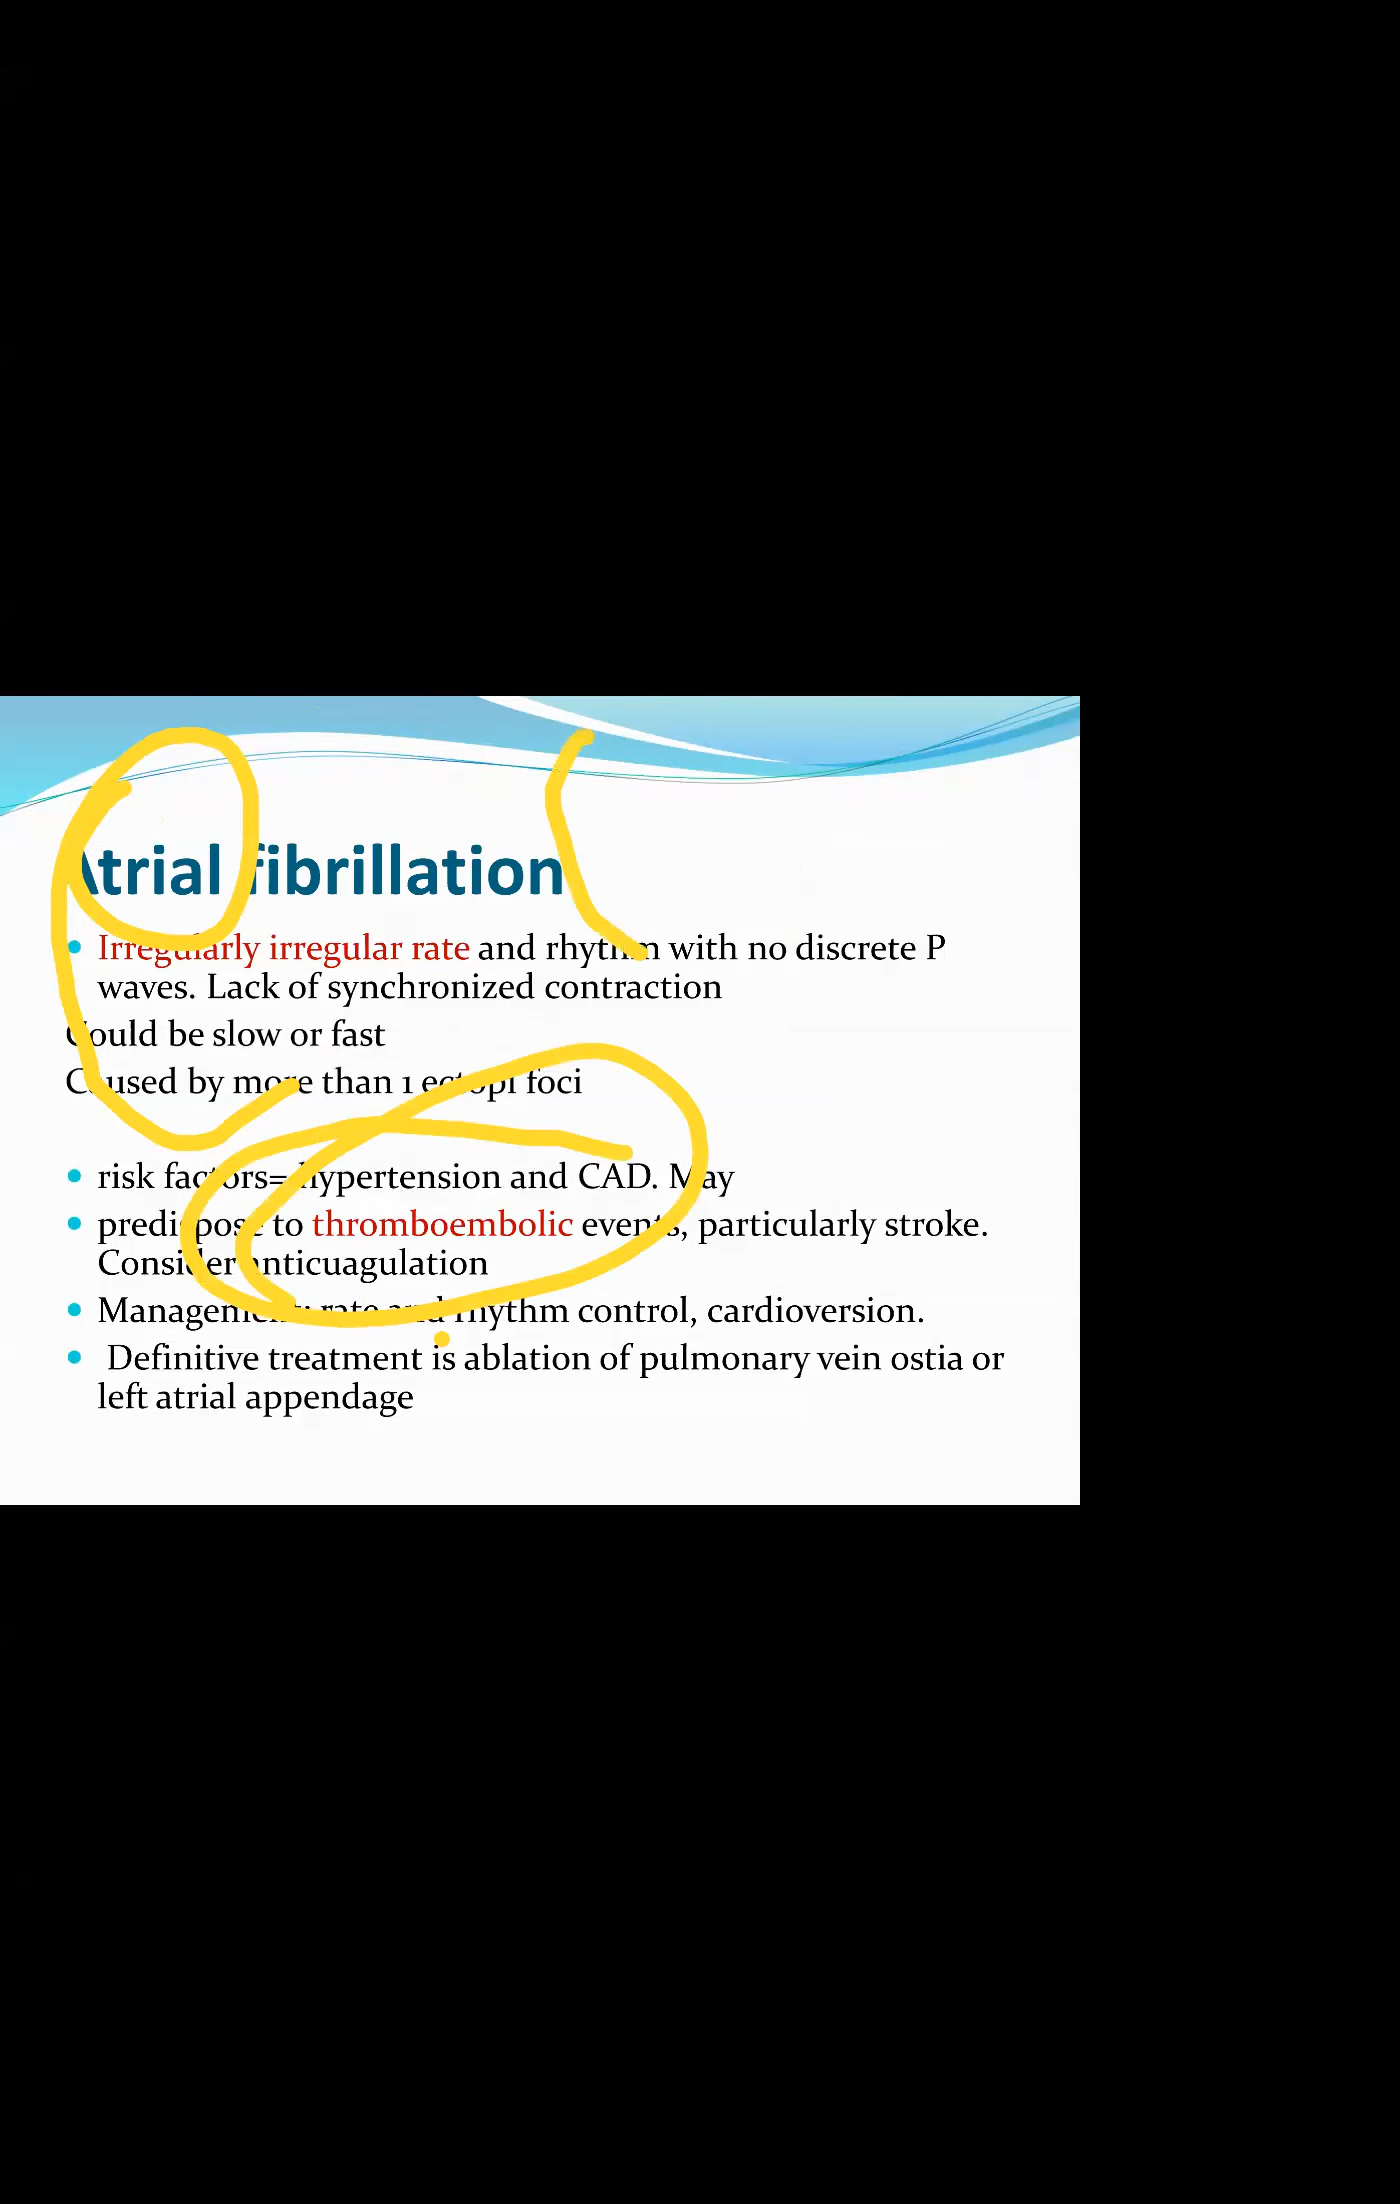 Atrial fibrillation
Irregularly irregular rate and rhythm with no discrete P
waves. Lack of synchronized contraction
Could be slow or fast
Caused by more than 1 ectopi foci
risk factors= hypertension and CAD. May
predispose to thromboembolic events, particularly stroke.
Consider anticuagulation
Management: rate and rhythm control, cardioversion.
Definitive treatment is ablation of pulmonary vein ostia or
left atrial appendage